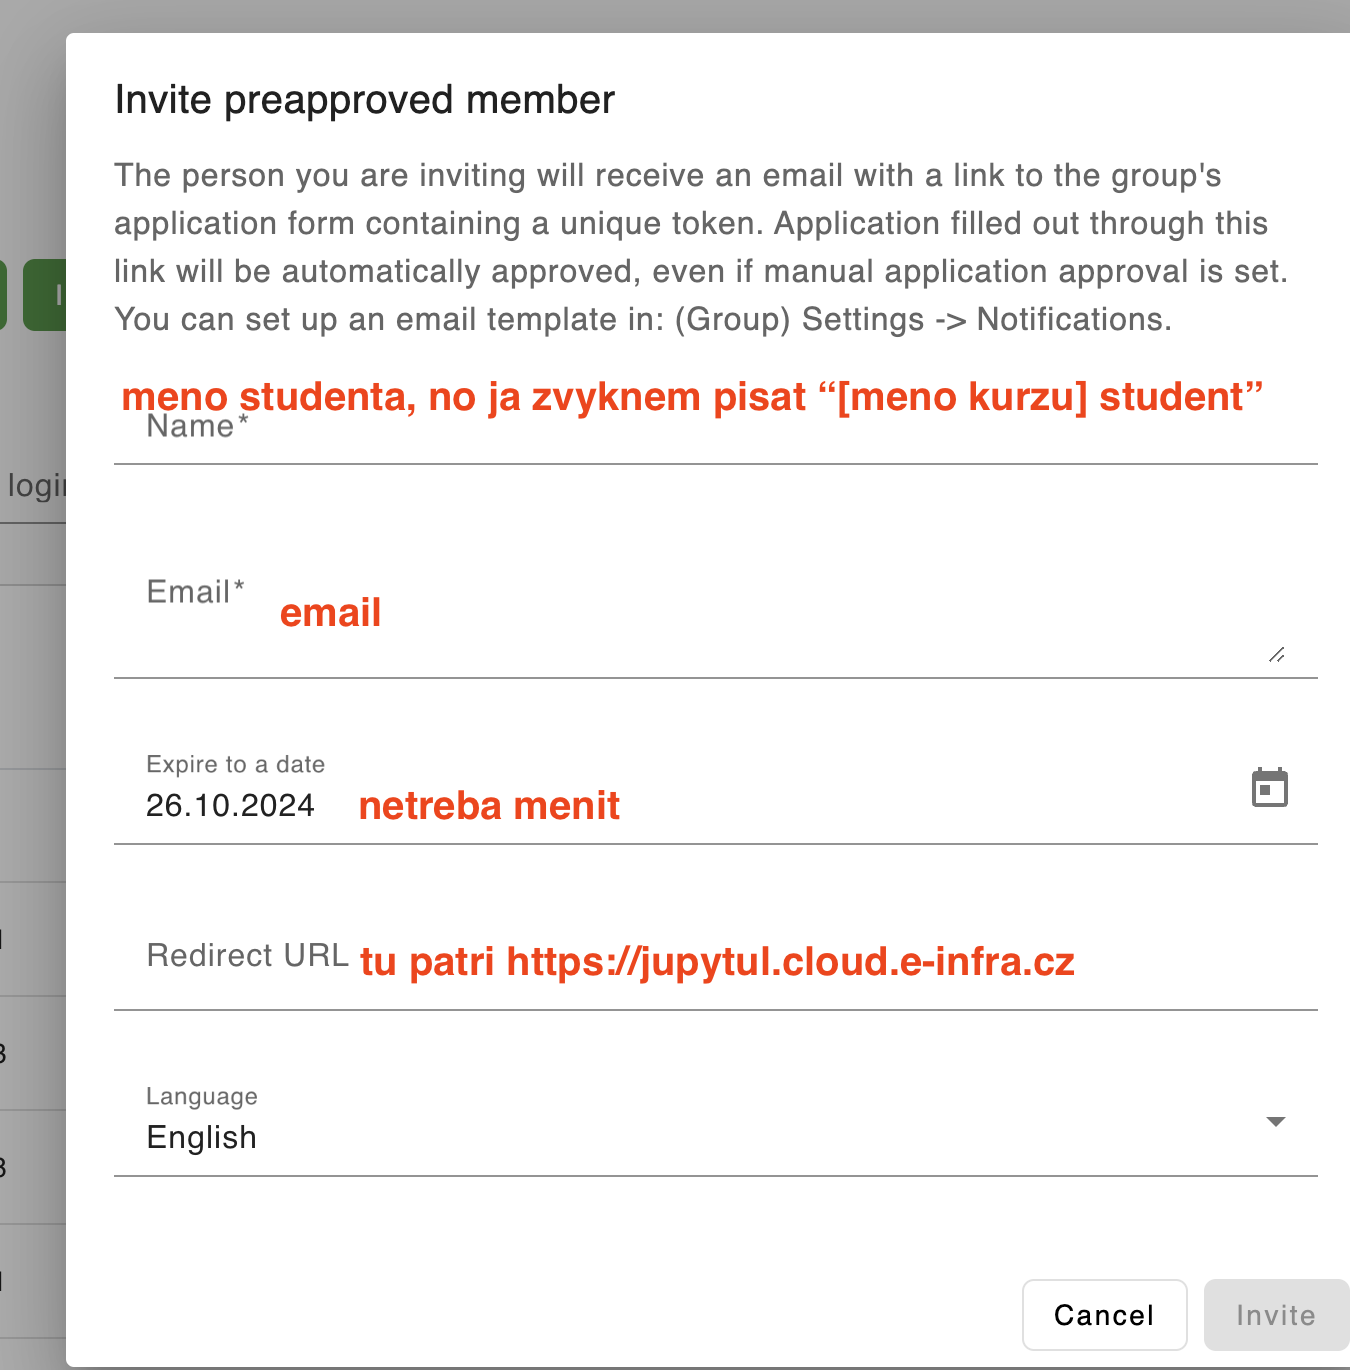 Invite preapproved member
The person you are inviting will receive an email with a link to the group's
application form containing a unique token. Application filled out through this
link will be automatically approved, even if manual application approval is set.
You can set up an email template in: (Group) Settings -> Notifications.
meno studenta, no ja zvyknem pisat “[meno kurzu] student”
Name*
Email*
email
Expire to a date
26.10.2024
netreba menit
Redirect URL
tu patri https://jupytul.cloud.e-infra.cz
Language
English
Cancel
Invite